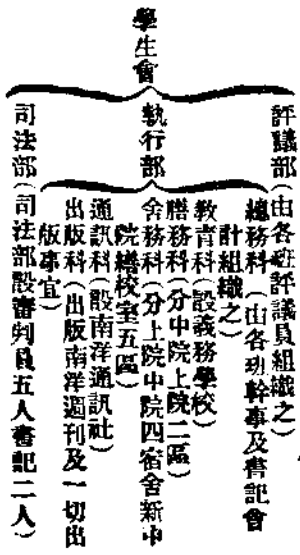 學生會
評議部(由各班評議員組織之)
執行部
總務科(由各班幹事及書記會
計組織之)
教育科(設義務學校)
膳務科(分中院上院二區)
舍務科(分上院中院四宿舍新中
院繕校室五區)
通訊科(設南洋通訊社)
出版科(出版南洋週刊及一切出
版事宜)
司法部(司法部設審判員五人書記二人)